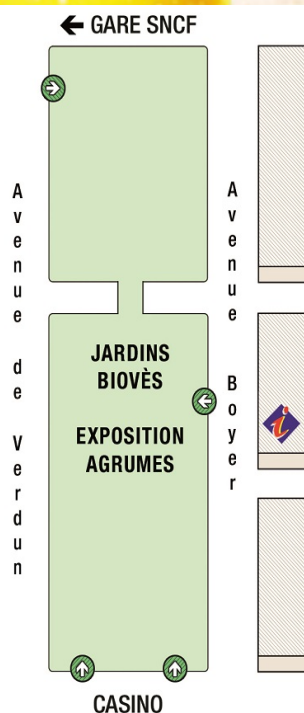 ← GARE SNCF
Avenue de Verdun
Avenue Boyer
JARDINS
BIOVÈS
EXPOSITION
AGRUMES
i
CASINO